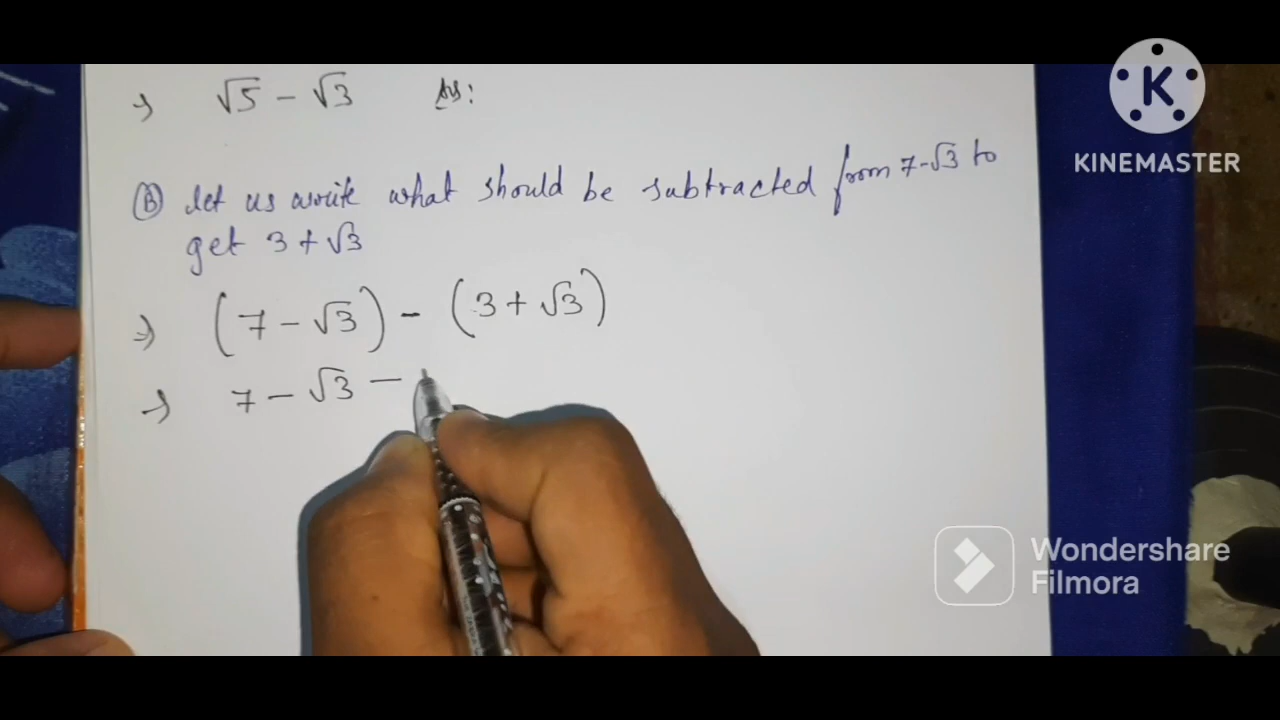 → √5 - √3 Ans:
(B) let us write what should be subtracted from 7-√3 to
get 3 + √3
⇒ (7 - √3) - (3 + √3)
→ 7 - √3 -
K
KINEMASTER
Wondershare
Filmora